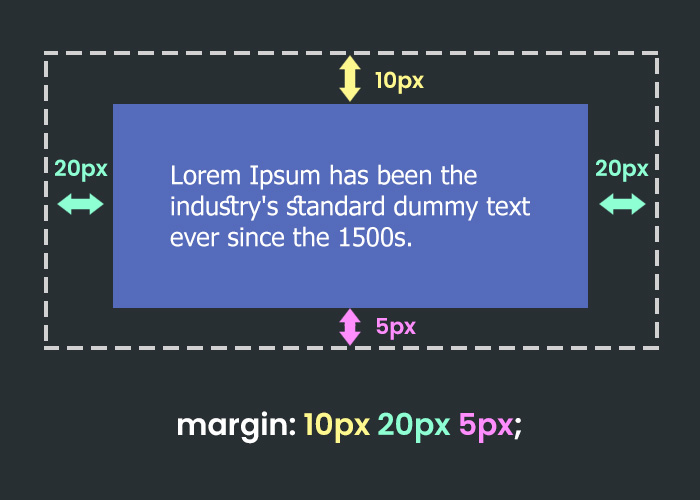 10px
20px
20px
Lorem Ipsum has been the
industry's standard dummy text
ever since the 1500s.
5px
margin: 10px 20px 5px;